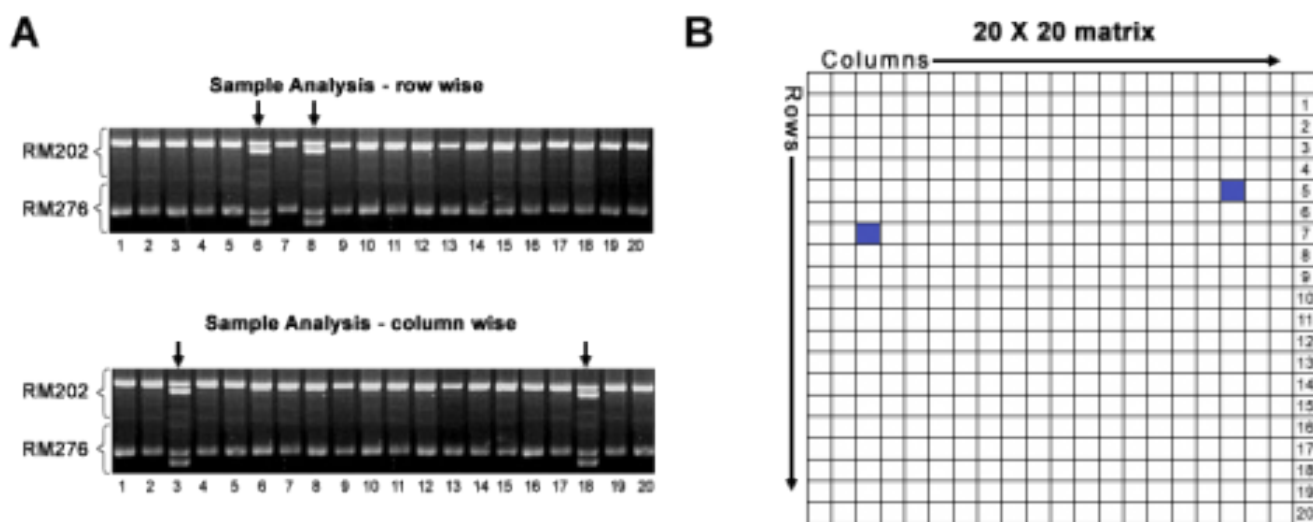 A
Sample Analysis - row wise
RM202
RM276
1 2 3 4 5 6 7 8 9 10 11 12 13 14 15 16 17 18 19 20
Sample Analysis - column wise
RM202
RM276
1 2 3 4 5 6 7 8 9 10 11 12 13 14 15 16 17 18 19 20
B
20 X 20 matrix
Columns
Rows
1
2
3
4
5
6
7
8
9
10
11
12
13
14
15
16
17
18
19
20